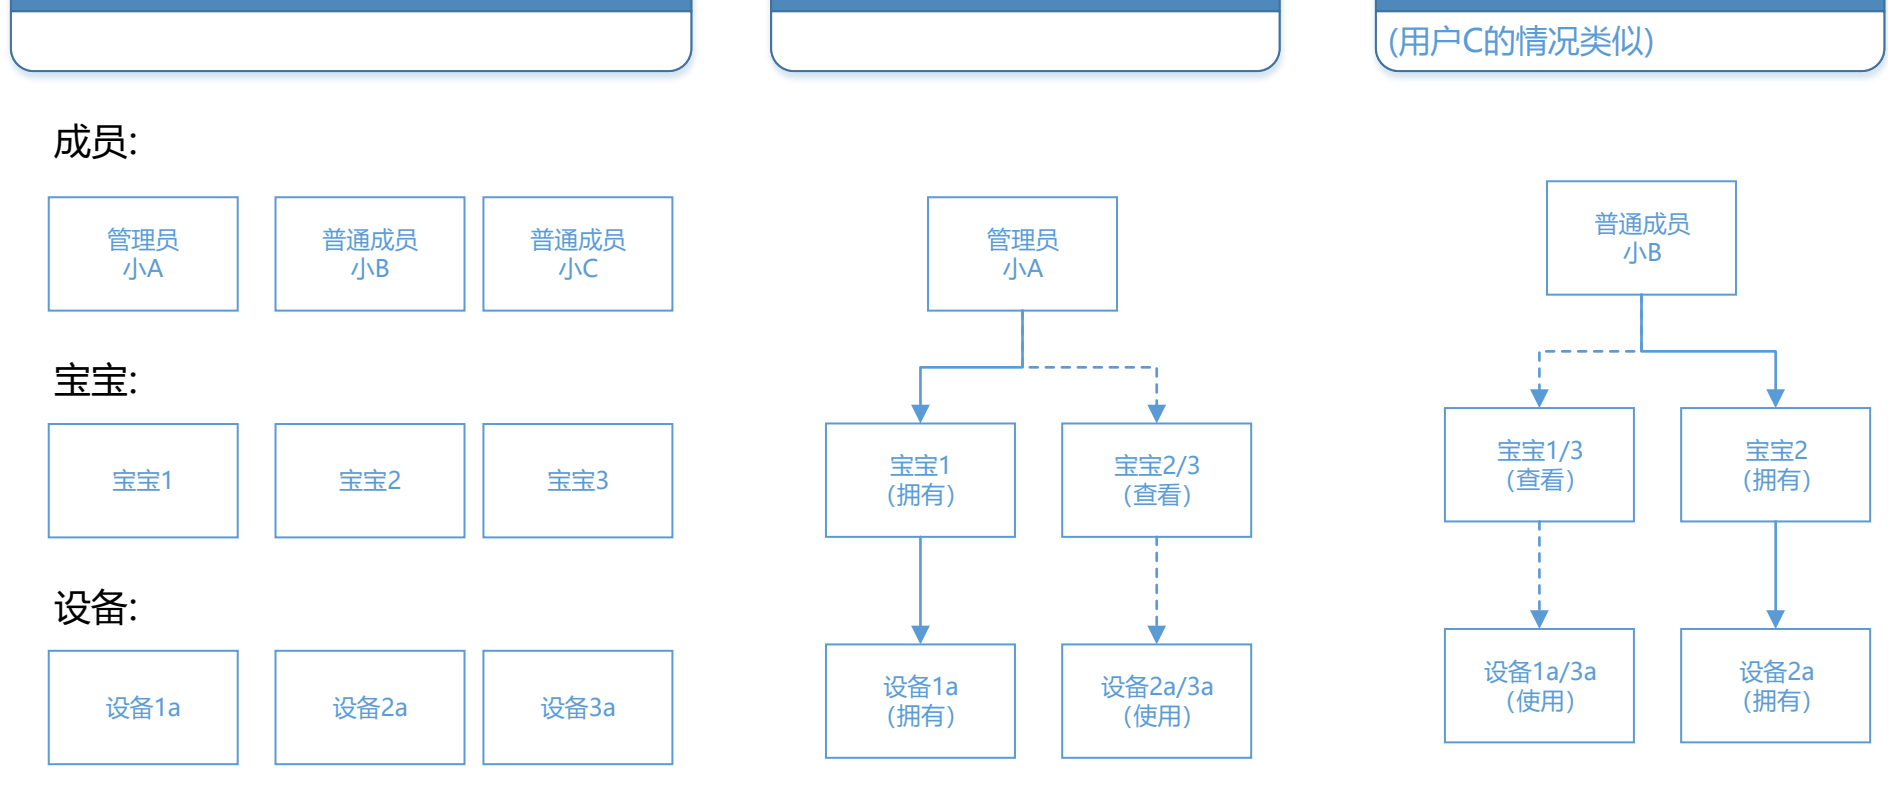 (用户C的情况类似)
成员:
管理员
小A
普通成员
小B
普通成员
小C
宝宝:
宝宝1
宝宝2
宝宝3
设备:
设备1a
设备2a
设备3a
管理员
小A
宝宝1
（拥有）
宝宝2/3
（查看）
设备1a
（拥有）
设备2a/3a
（使用）
普通成员
小B
宝宝1/3
（查看）
宝宝2
（拥有）
设备1a/3a
（使用）
设备2a
（拥有）